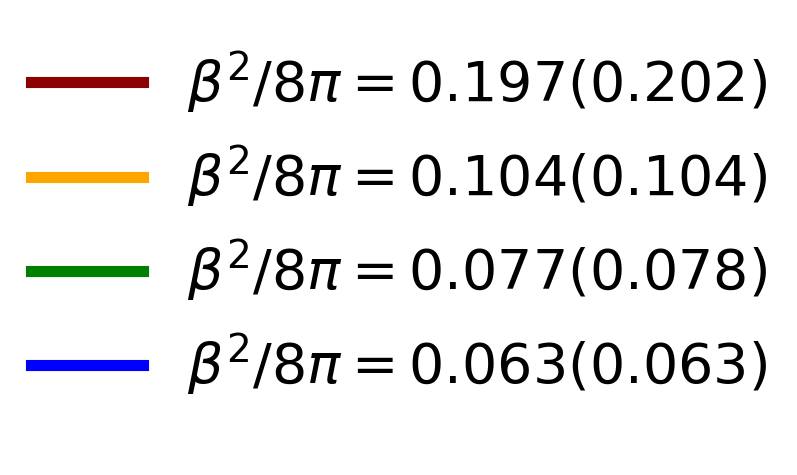 β²/8π = 0.197(0.202)
β²/8π = 0.104(0.104)
β²/8π = 0.077(0.078)
β²/8π = 0.063(0.063)